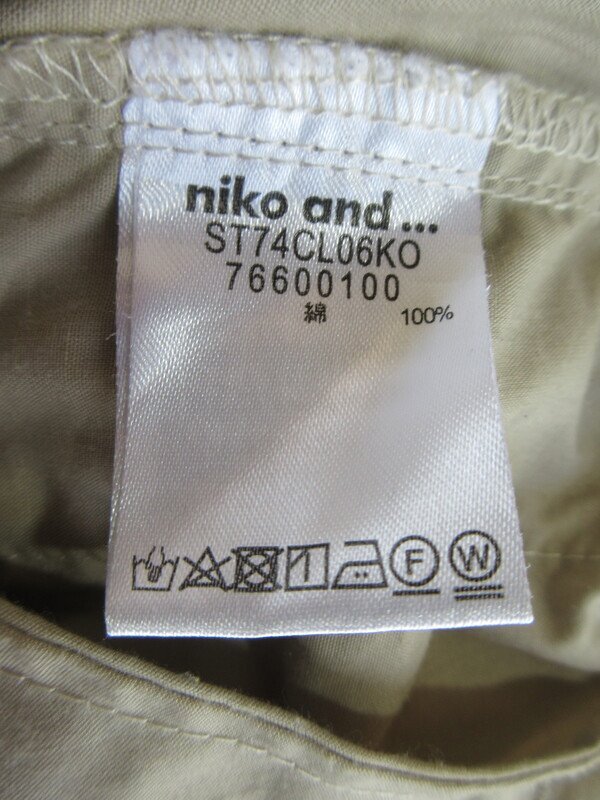 niko and ...
ST74CL06KO
76600100
綿 100%
F W